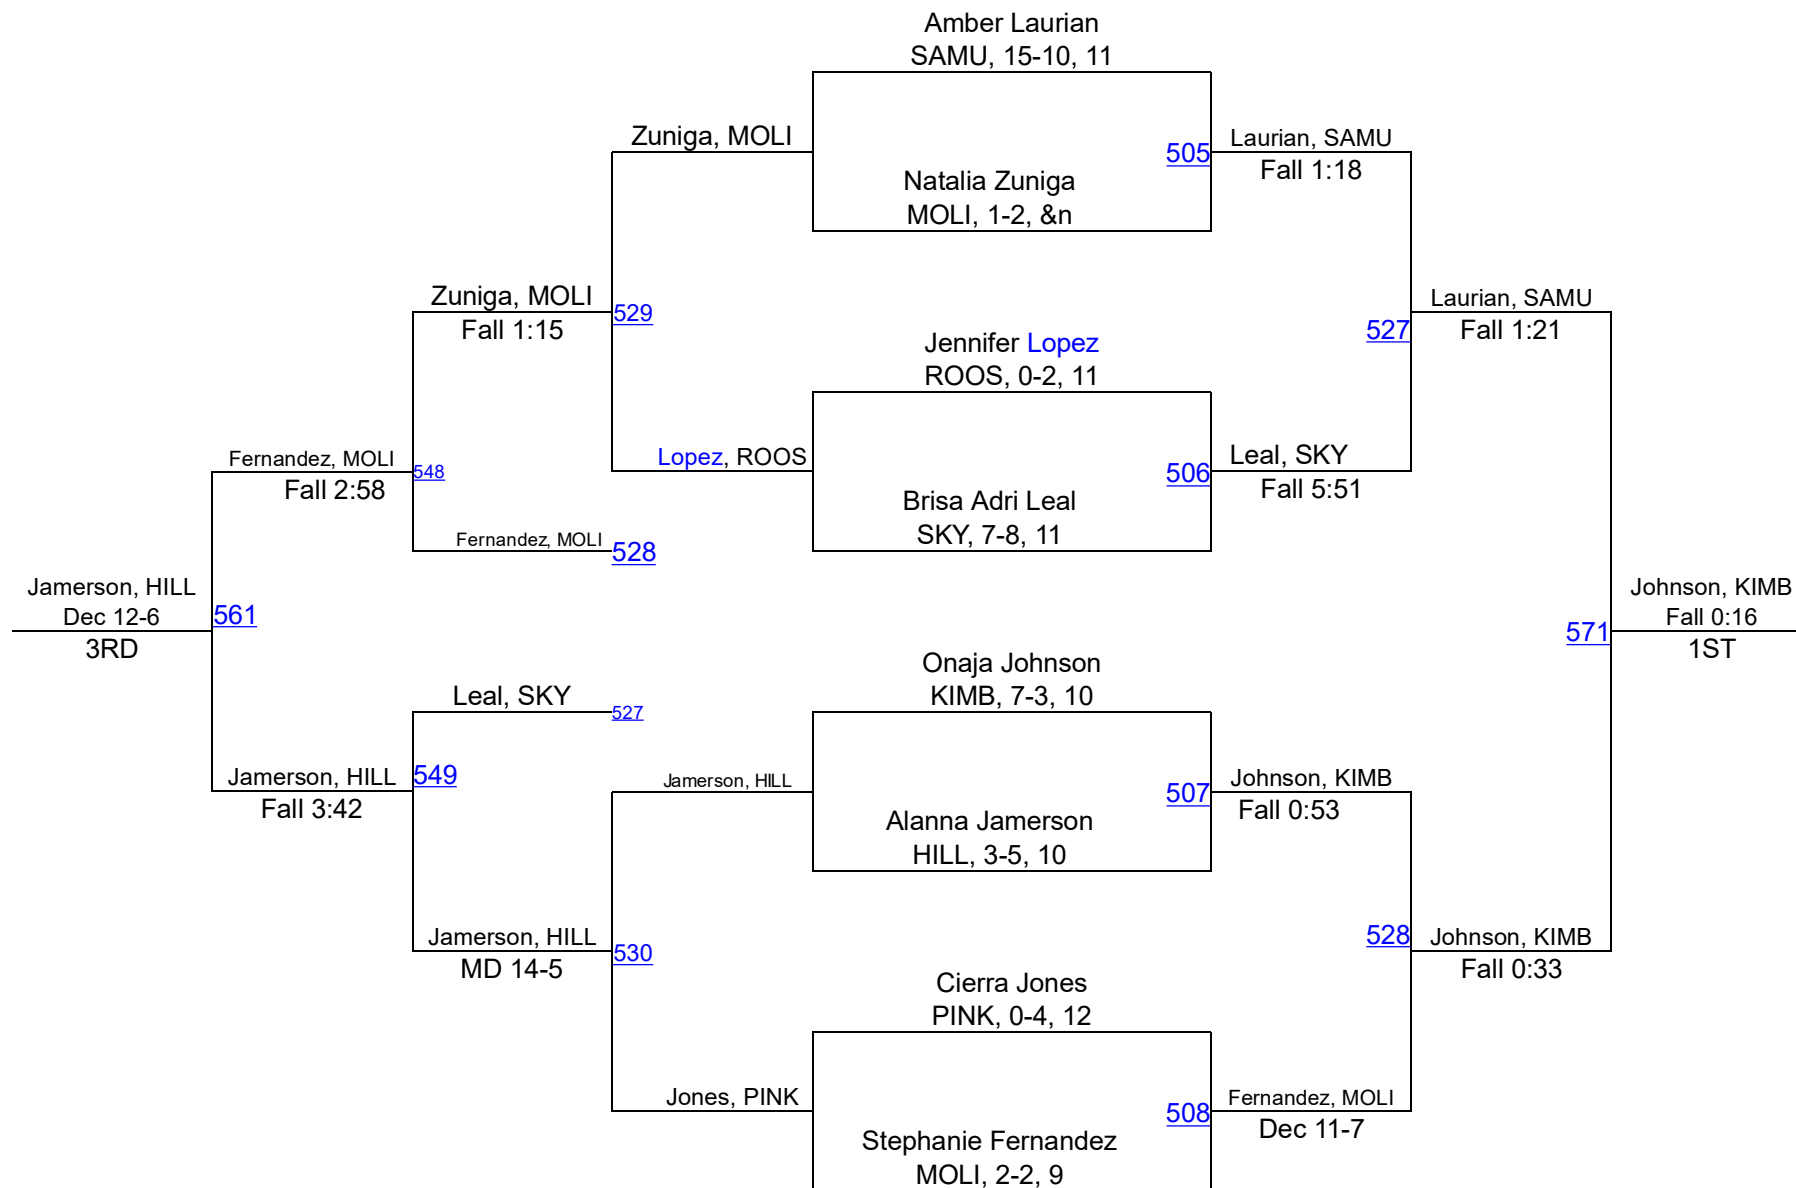 Amber Laurian
SAMU, 15-10, 11
Zuniga, MOLI
505
Laurian, SAMU
Fall 1:18
Natalia Zuniga
MOLI, 1-2, &n
Zuniga, MOLI
Fall 1:15
529
Laurian, SAMU
Fall 1:21
527
Jennifer Lopez
ROOS, 0-2, 11
Fernandez, MOLI
Fall 2:58
548
Lopez, ROOS
506
Leal, SKY
Fall 5:51
Brisa Adri Leal
SKY, 7-8, 11
Fernandez, MOLI
528
Jamerson, HILL
Dec 12-6
3RD
561
571
Johnson, KIMB
Fall 0:16
1ST
Onaja Johnson
KIMB, 7-3, 10
Leal, SKY
527
Jamerson, HILL
Fall 3:42
549
Jamerson, HILL
507
Johnson, KIMB
Fall 0:53
Alanna Jamerson
HILL, 3-5, 10
Jamerson, HILL
MD 14-5
530
528
Johnson, KIMB
Fall 0:33
Cierra Jones
PINK, 0-4, 12
Jones, PINK
508
Fernandez, MOLI
Dec 11-7
Stephanie Fernandez
MOLI, 2-2, 9